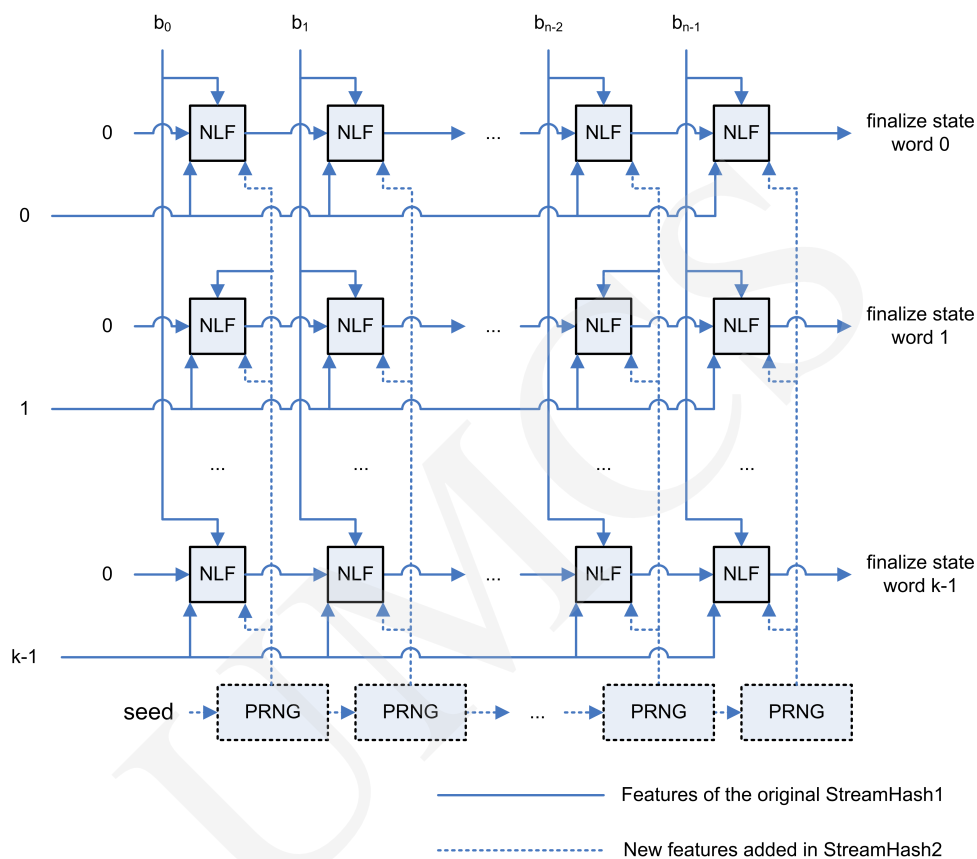 b0 b1 bn-2 bn-1
0 NLF NLF ... NLF NLF finalize state
word 0
0
0 NLF NLF ... NLF NLF finalize state
word 1
1
... ... ... ...
0 NLF NLF ... NLF NLF finalize state
word k-1
k-1
seed PRNG PRNG ... PRNG PRNG
Features of the original StreamHash1
New features added in StreamHash2
UMCS